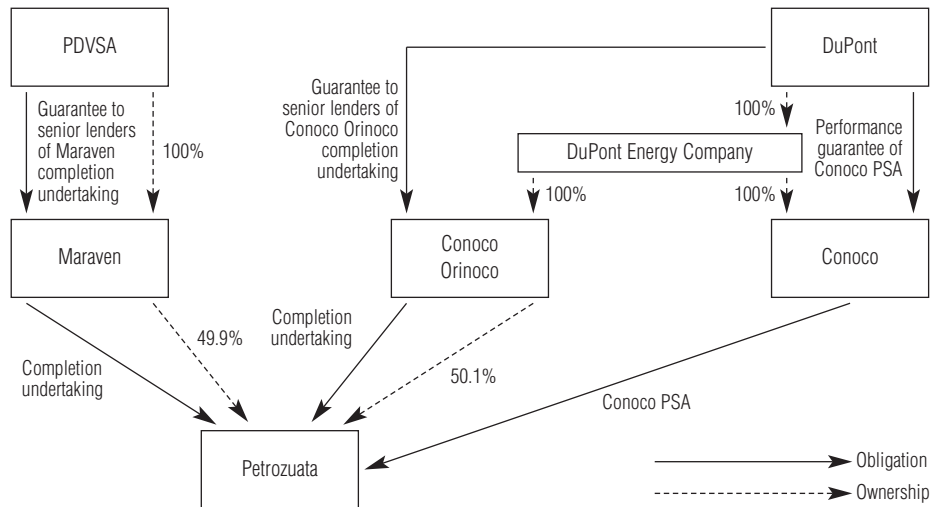 PDVSA
DuPont
Guarantee to
senior lenders
of Maraven
completion
undertaking
100%
Guarantee to
senior lenders of
Conoco Orinoco
completion
undertaking
100%
DuPont Energy Company
Performance
guarantee of
Conoco PSA
100%
100%
Maraven
Conoco
Orinoco
Conoco
Completion
undertaking
49.9%
Completion
undertaking
50.1%
Conoco PSA
Petrozuata
Obligation
Ownership